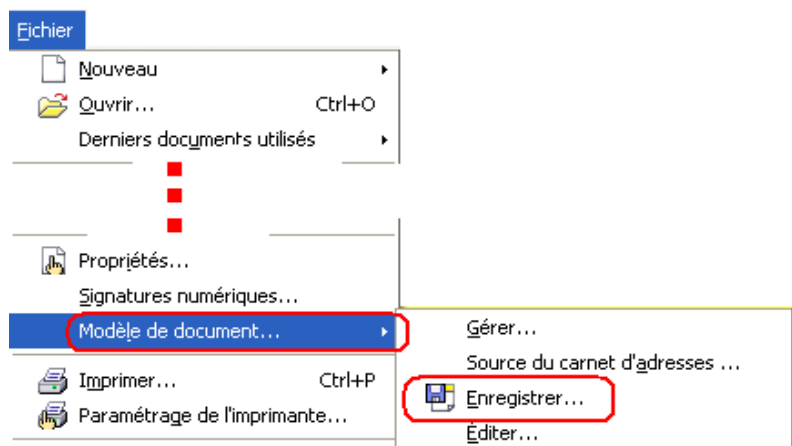 Fichier
Nouveau
Ouvrir... Ctrl+O
Derniers documents utilisés
Propriétés...
Signatures numériques...
Modèle de document...
Gérer...
Source du carnet d'adresses ...
Imprimer... Ctrl+P
Enregistrer...
Paramétrage de l'imprimante...
Éditer...